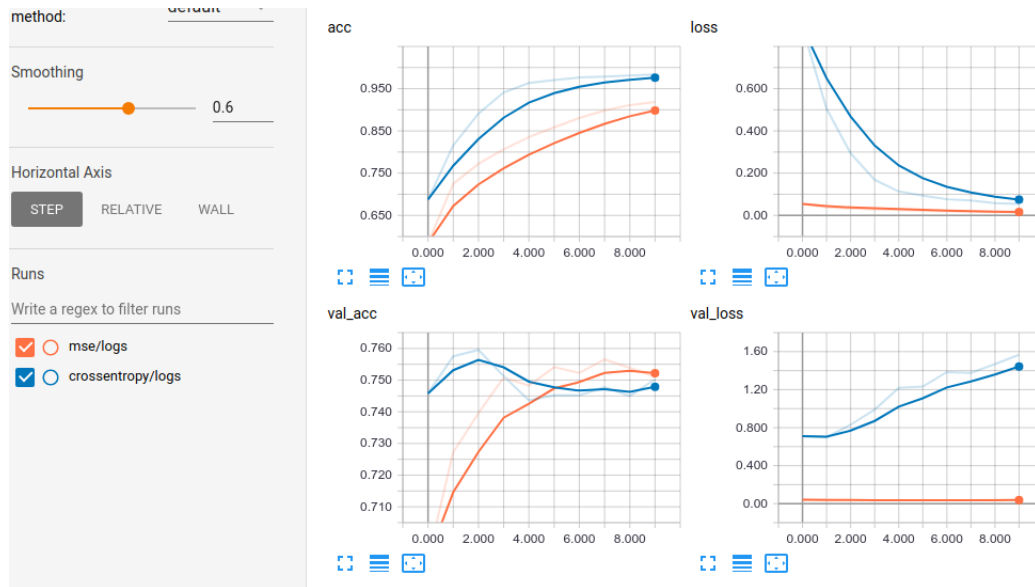 method:
default
Smoothing
0.6
Horizontal Axis
STEP RELATIVE WALL
Runs
Write a regex to filter runs
mse/logs
crossentropy/logs
acc
0.950
0.850
0.750
0.650
0.000 2.000 4.000 6.000 8.000
loss
0.600
0.400
0.200
0.00
0.000 2.000 4.000 6.000 8.000
val_acc
0.760
0.750
0.740
0.730
0.720
0.710
0.000 2.000 4.000 6.000 8.000
val_loss
1.60
1.20
0.800
0.400
0.00
0.000 2.000 4.000 6.000 8.000